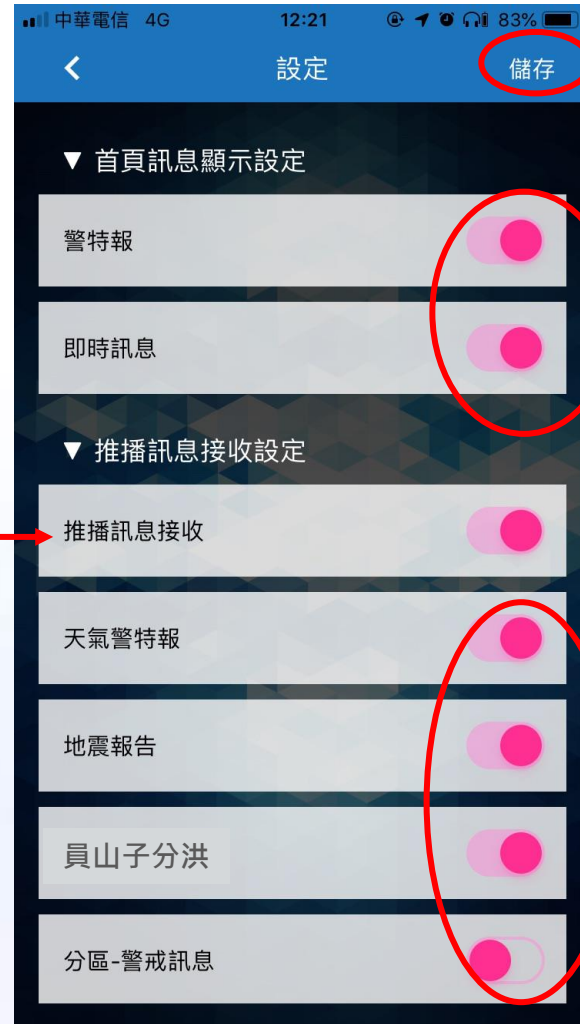 中華電信 4G 12:21 83%
設定 儲存
▼ 首頁訊息顯示設定
警特報
即時訊息
▼ 推播訊息接收設定
推播訊息接收
天氣警特報
地震報告
員山子分洪
分區-警戒訊息